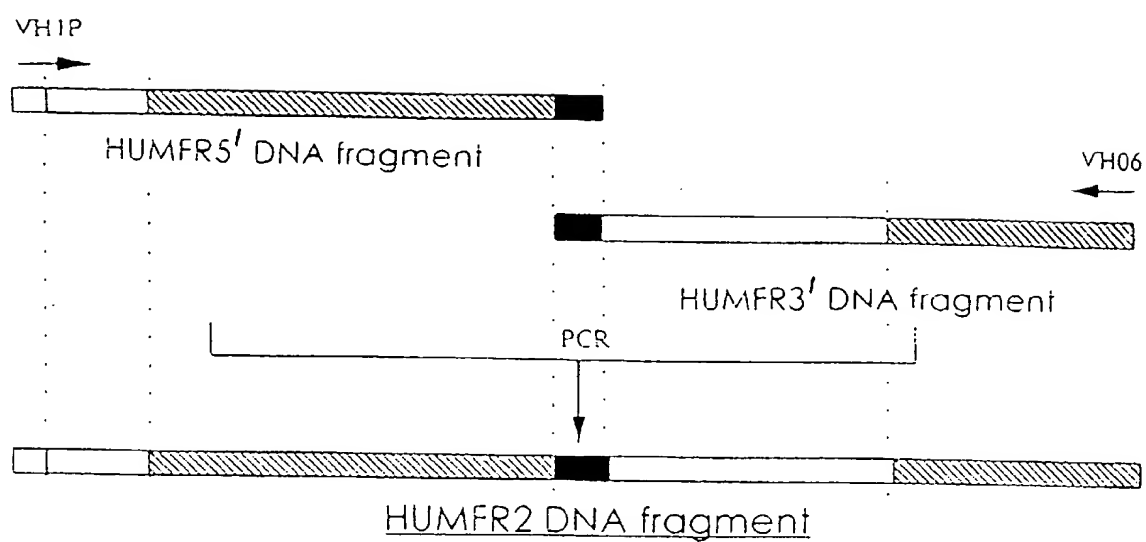 VH1P
HUMFR5' DNA fragment
VH06
HUMFR3' DNA fragment
PCR
HUMFR2 DNA fragment